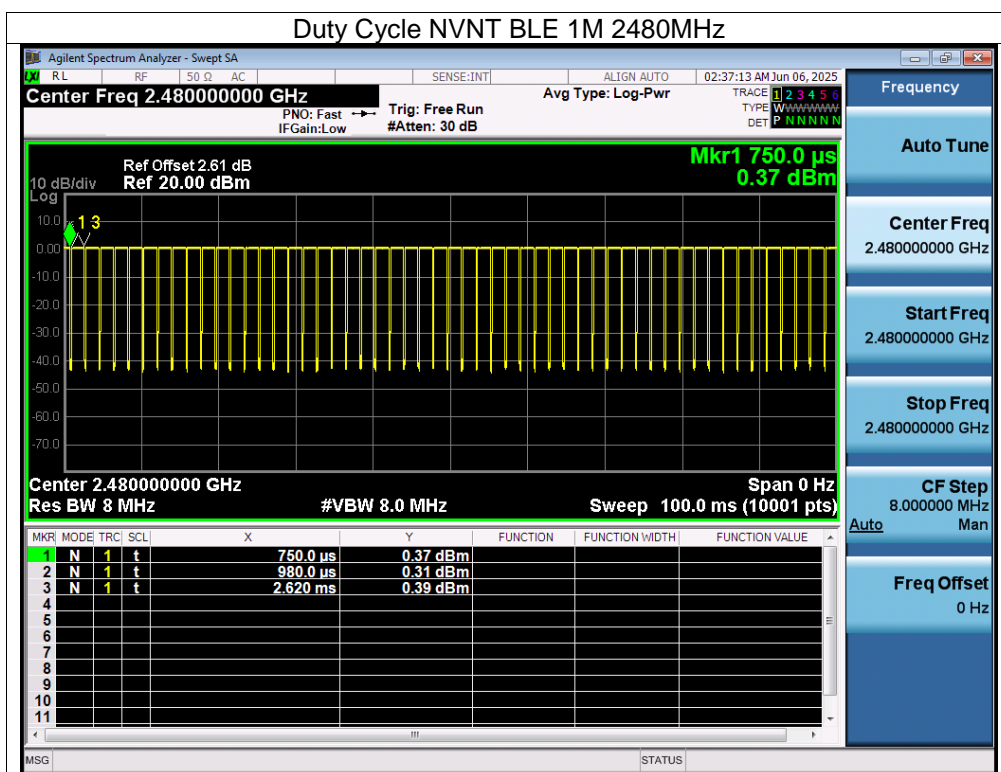 Duty Cycle NVNT BLE 1M 2480MHz
Agilent Spectrum Analyzer - Swept SA
LXI RL RF 50 Ω AC SENSE:INT ALIGN AUTO 02:37:13 AM Jun 06, 2025
Center Freq 2.480000000 GHz
PNO: Fast
IFGain:Low
Trig: Free Run
#Atten: 30 dB
Avg Type: Log-Pwr
TRACE 1 2 3 4 5 6
TYPE WWWWWWW
DET P N N N N N
Ref Offset 2.61 dB
10 dB/div Ref 20.00 dBm
Log
Mkr1 750.0 µs
0.37 dBm
10.0
0.00
-10.0
-20.0
-30.0
-40.0
-50.0
-60.0
-70.0
1 3
Center 2.480000000 GHz Span 0 Hz
Res BW 8 MHz #VBW 8.0 MHz Sweep 100.0 ms (10001 pts)
MKR MODE TRC SCL X Y FUNCTION FUNCTION WIDTH FUNCTION VALUE
1 N 1 t 750.0 µs 0.37 dBm
2 N 1 t 980.0 µs 0.31 dBm
3 N 1 t 2.620 ms 0.39 dBm
4
5
6
7
8
9
10
11
MSG STATUS
Frequency
Auto Tune
Center Freq
2.480000000 GHz
Start Freq
2.480000000 GHz
Stop Freq
2.480000000 GHz
CF Step
8.000000 MHz
Auto Man
Freq Offset
0 Hz